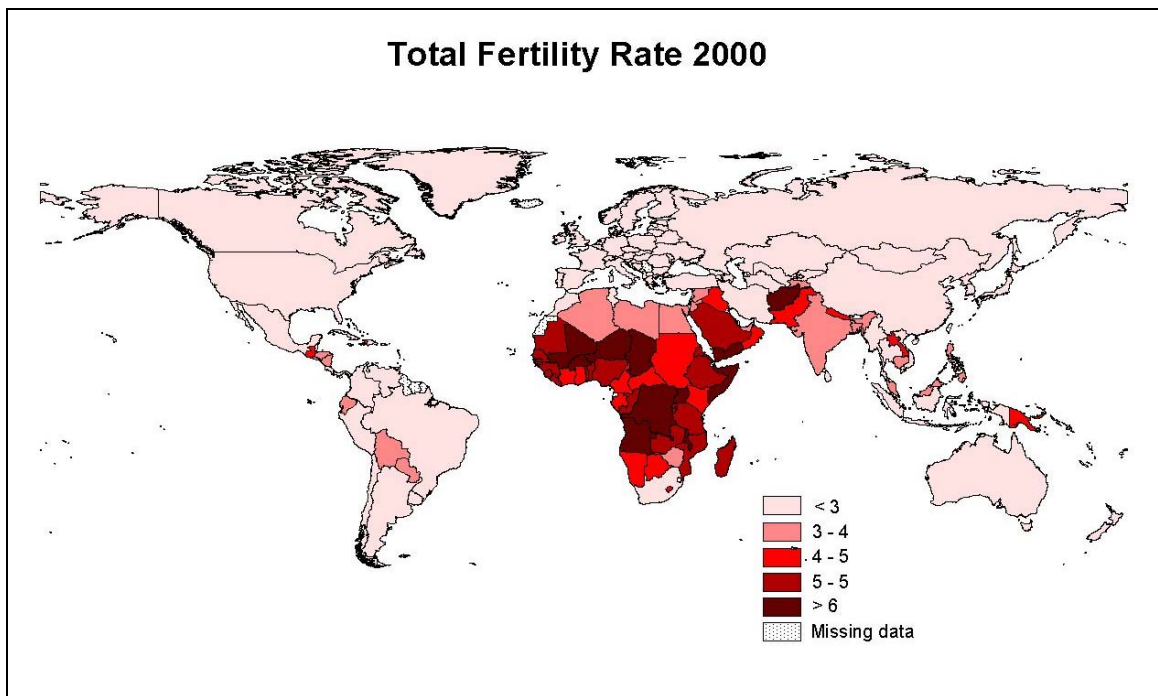 Total Fertility Rate 2000
< 3
3 - 4
4 - 5
5 - 5
> 6
Missing data